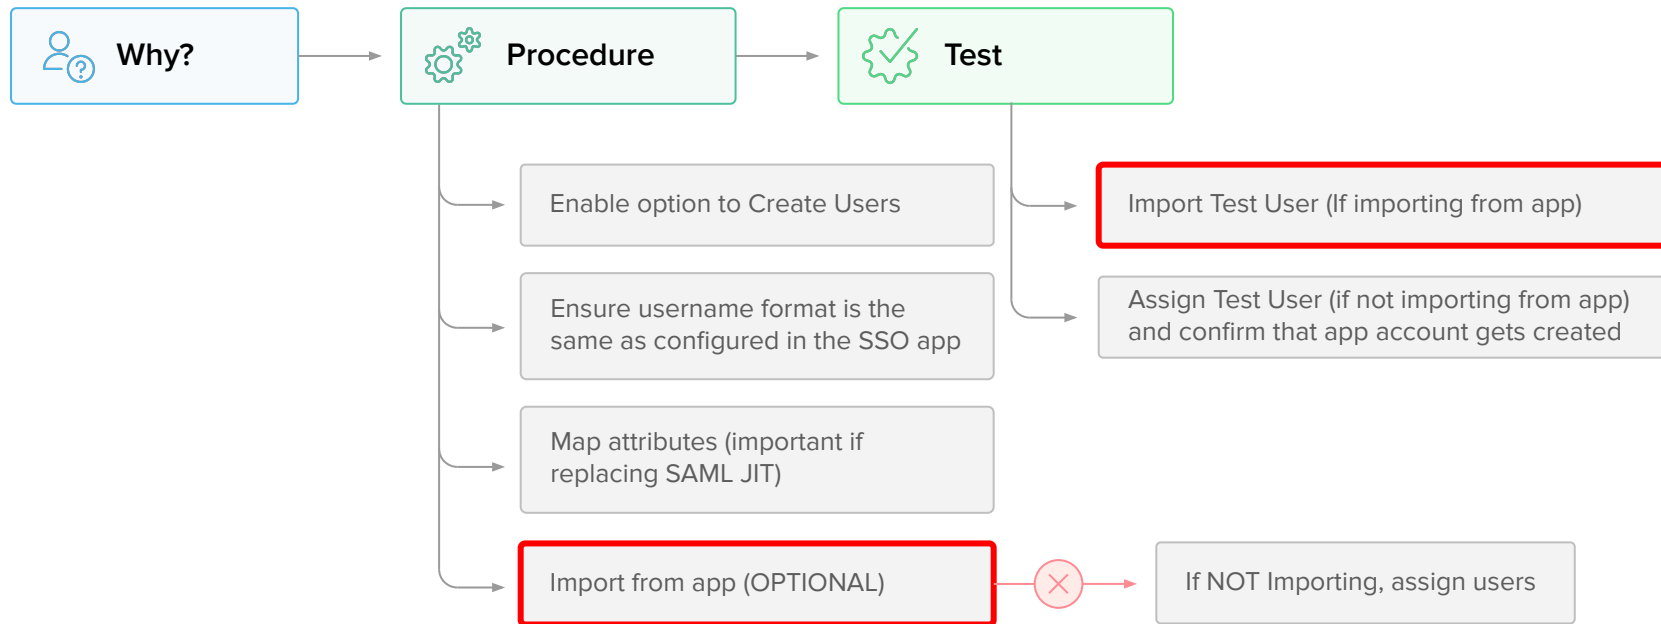 Why?
Procedure
Test
Enable option to Create Users
Ensure username format is the
same as configured in the SSO app
Map attributes (important if
replacing SAML JIT)
Import from app (OPTIONAL)
If NOT Importing, assign users
Import Test User (If importing from app)
Assign Test User (if not importing from app)
and confirm that app account gets created